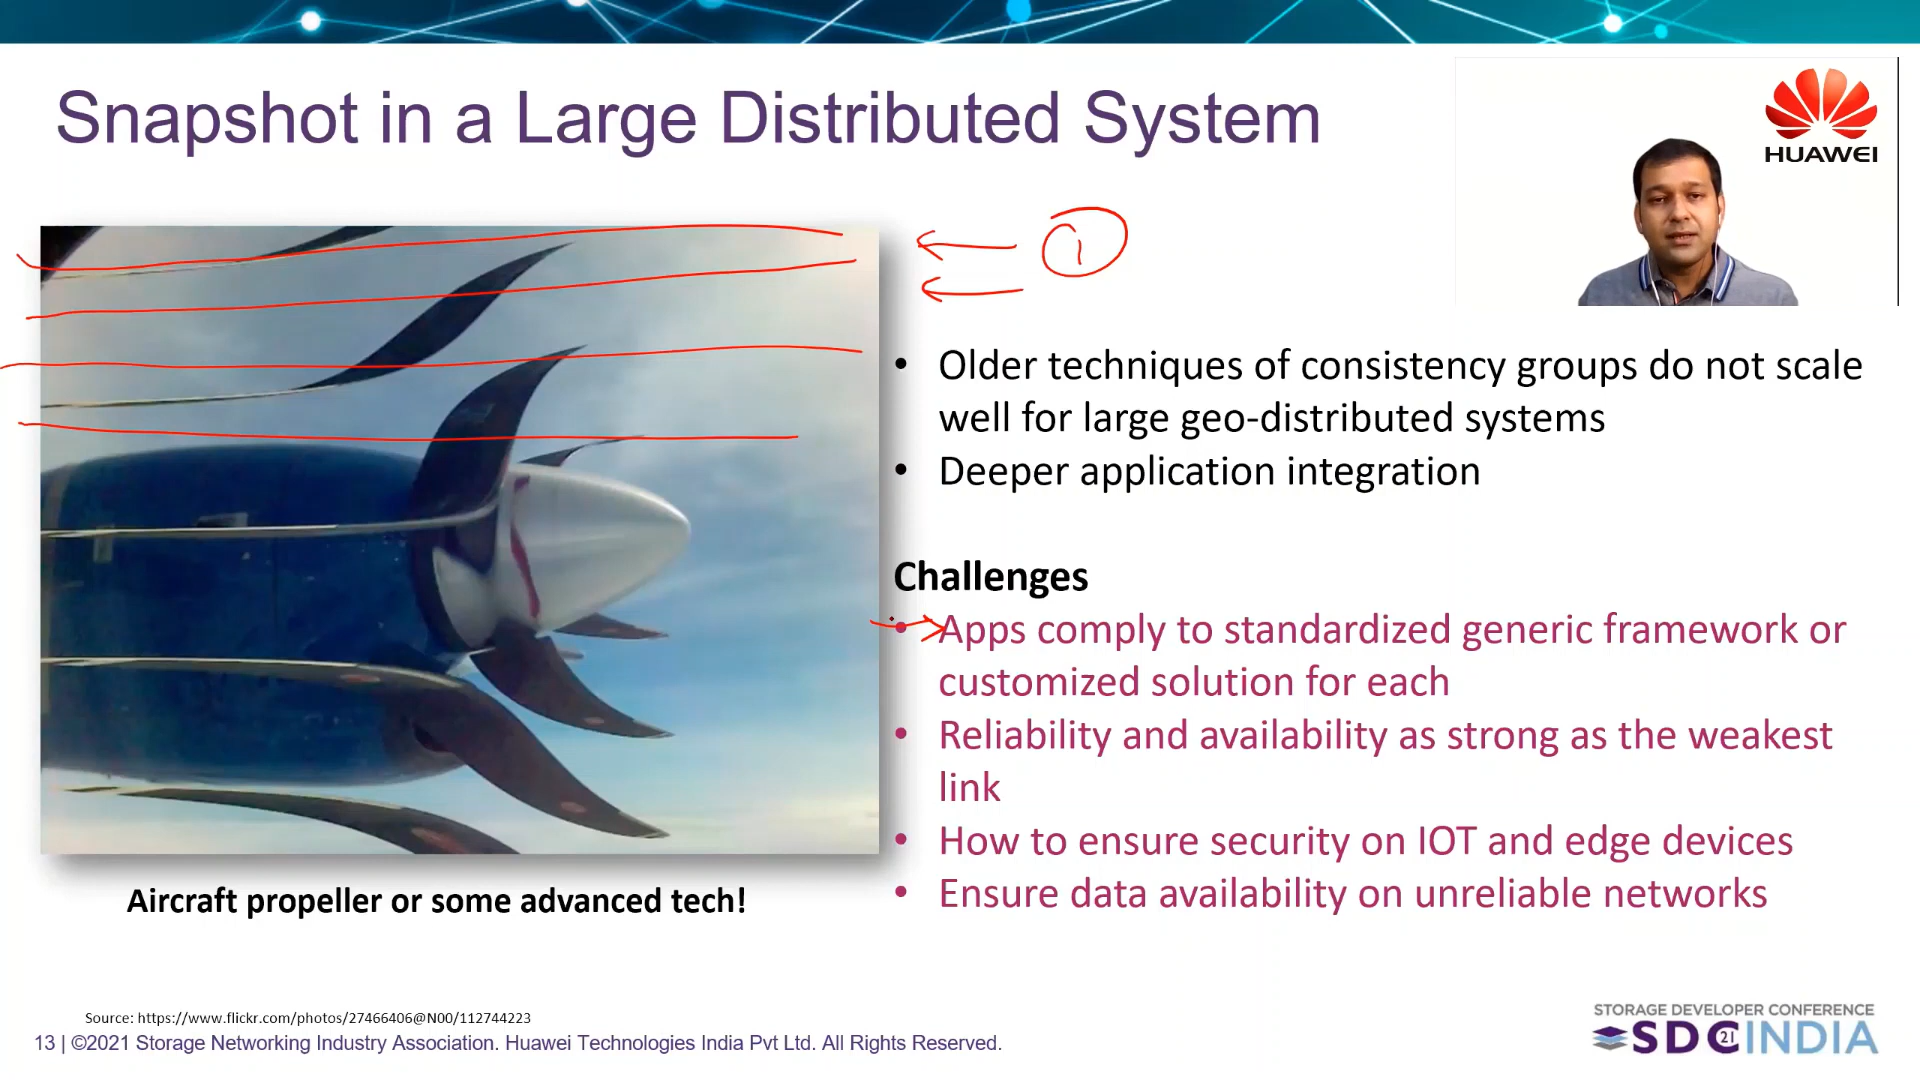 Snapshot in a Large Distributed System
HUAWEI
1
• Older techniques of consistency groups do not scale
well for large geo-distributed systems
• Deeper application integration
Challenges
• Apps comply to standardized generic framework or
customized solution for each
• Reliability and availability as strong as the weakest
link
• How to ensure security on IOT and edge devices
• Ensure data availability on unreliable networks
Aircraft propeller or some advanced tech!
Source: https://www.flickr.com/photos/27466406@N00/112744223
13 | ©2021 Storage Networking Industry Association. Huawei Technologies India Pvt Ltd. All Rights Reserved.
STORAGE DEVELOPER CONFERENCE
SDC21INDIA